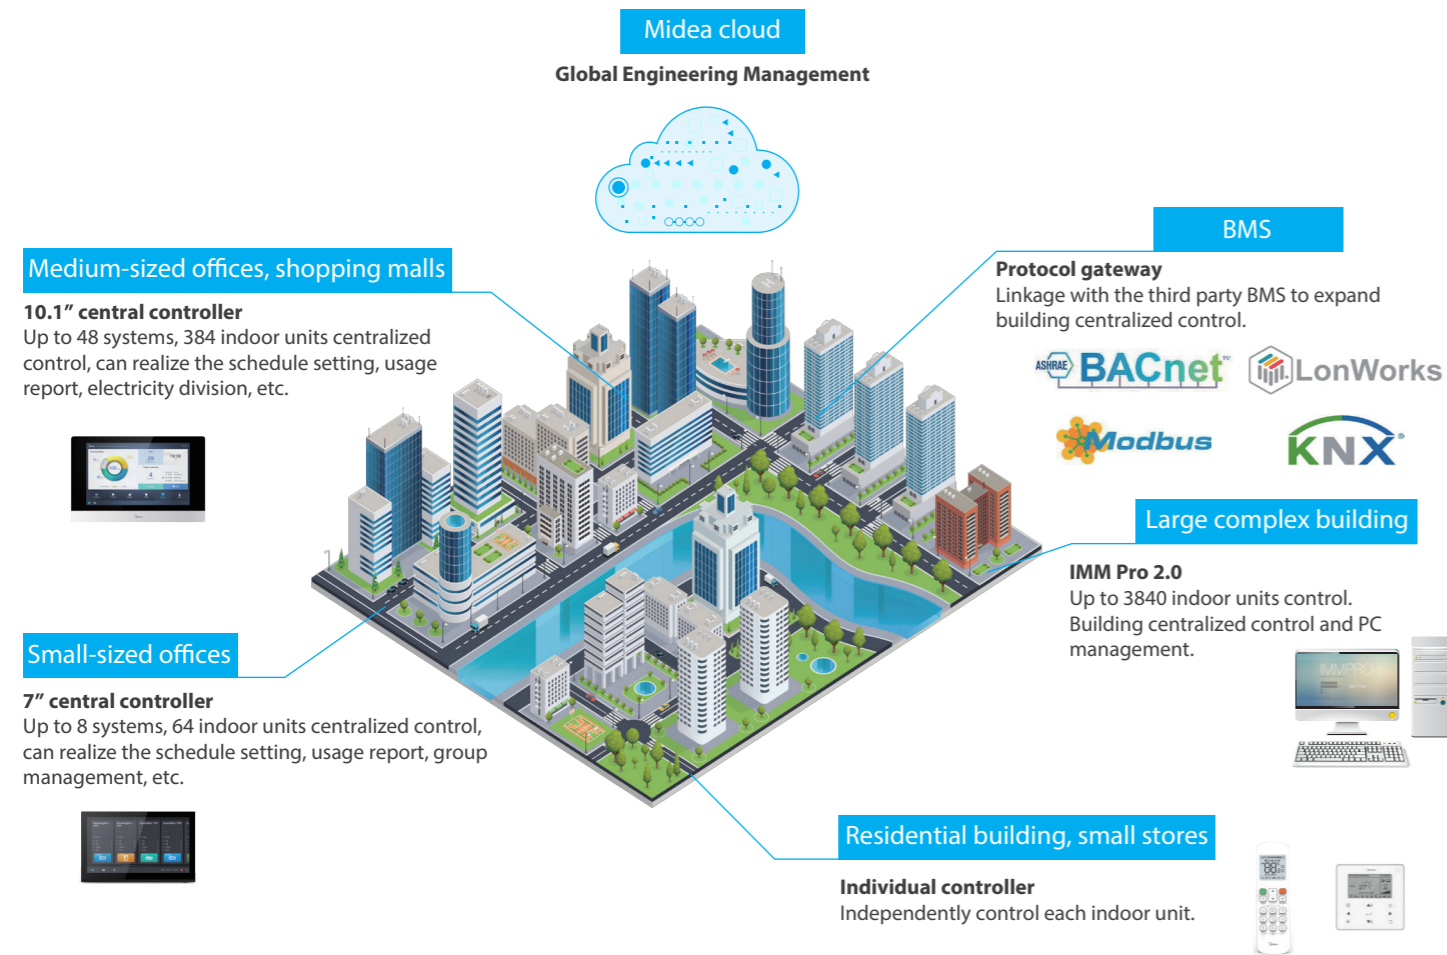 Midea cloud
Global Engineering Management
BMS
Protocol gateway
Linkage with the third party BMS to expand
building centralized control.
ASHRAE BACnet™
LonWorks
Modbus
KNX®
Medium-sized offices, shopping malls
10.1” central controller
Up to 48 systems, 384 indoor units centralized
control, can realize the schedule setting, usage
report, electricity division, etc.
Large complex building
IMM Pro 2.0
Up to 3840 indoor units control.
Building centralized control and PC
management.
IMMPRO
Small-sized offices
7” central controller
Up to 8 systems, 64 indoor units centralized control,
can realize the schedule setting, usage report, group
management, etc.
Residential building, small stores
Individual controller
Independently control each indoor unit.